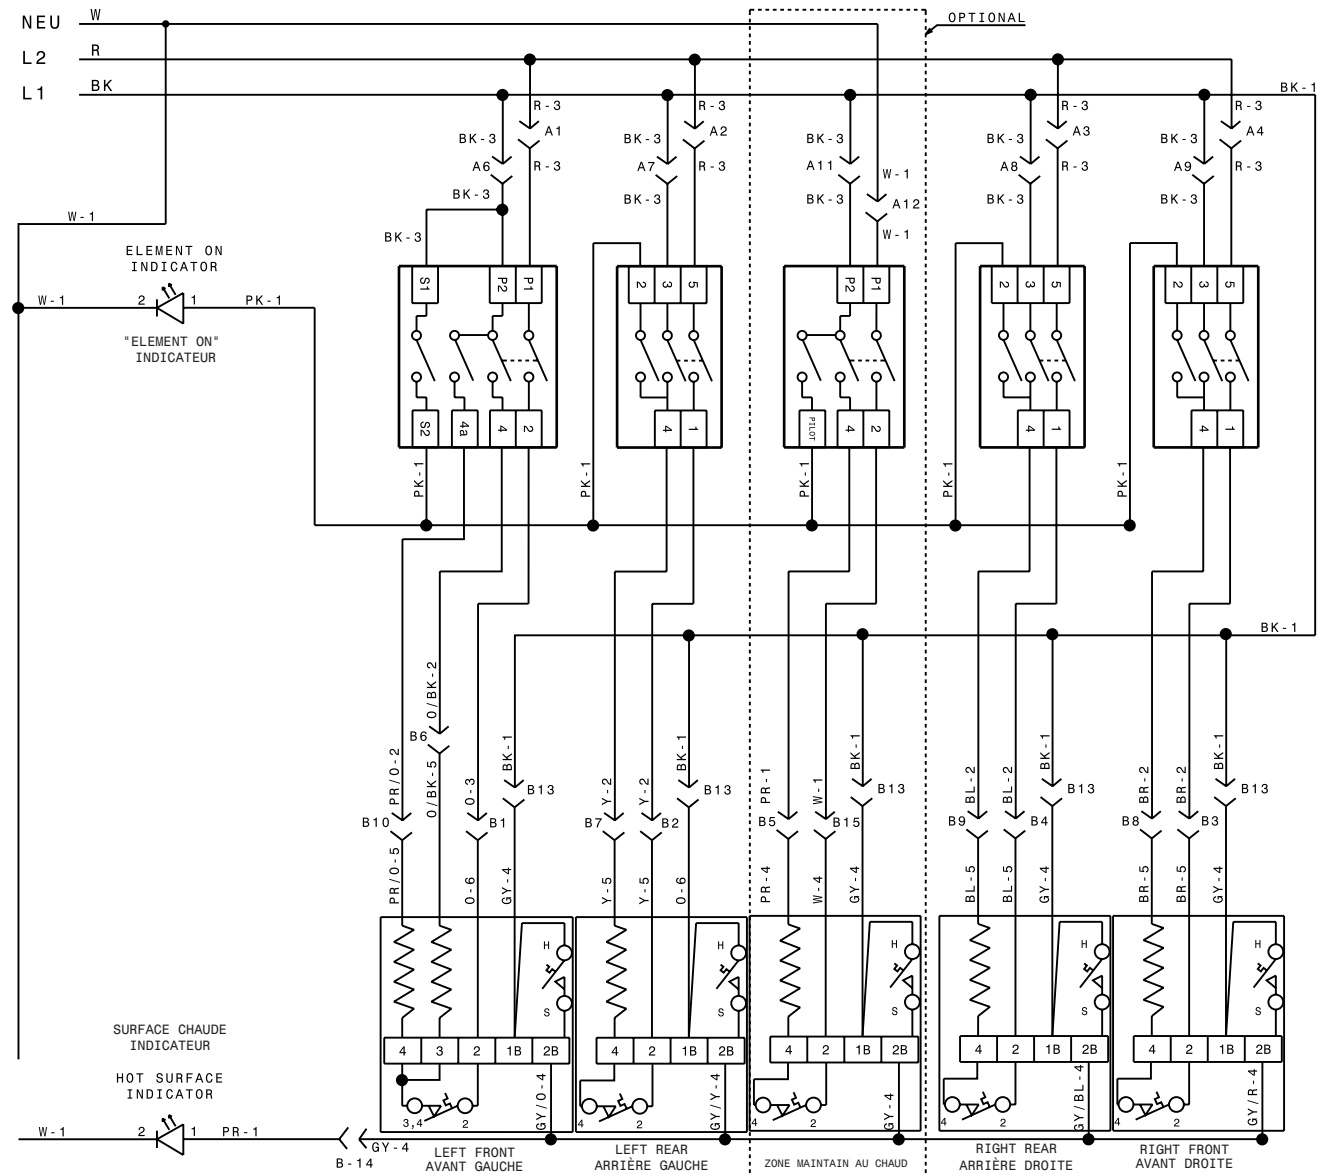 NEU W
OPTIONAL
L2 R
L1 BK
BK-1
R-3 R-3 R-3 R-3
BK-3 A1 BK-3 A2 BK-3 BK-3 A3 BK-3 A4
A6 R-3 A7 R-3 A11 W-1 A8 R-3 A9 R-3
BK-3 BK-3 BK-3 A12 BK-3 BK-3
W-1 BK-3 W-1
ELEMENT ON
INDICATOR
S1 P2 P1 2 3 5 P2 P1 2 3 5 2 3 5
W-1 2 1 PK-1
"ELEMENT ON"
INDICATEUR
S2 4a 4 2 4 1 PILOT 4 2 4 1 4 1
PK-1 PK-1 PK-1 PK-1 PK-1
BK-1
O/BK-2
B6
PR/O-2 O/BK-5 O-3 BK-1 Y-2 Y-2 BK-1 PR-1 W-1 BK-1 BL-2 BL-2 BK-1 BR-2 BR-2 BK-1
B13 B13 B13 B13 B13
B10 B1 B7 B2 B5 B15 B9 B4 B8 B3
PR/O-5 O-6 GY-4 Y-5 Y-5 O-6 PR-4 W-4 GY-4 BL-5 BL-5 GY-4 BR-5 BR-5 GY-4
H H H H H
S S S S S
SURFACE CHAUDE
INDICATEUR
4 3 2 1B 2B 4 2 1B 2B 4 2 1B 2B 4 2 1B 2B 4 2 1B 2B
HOT SURFACE
INDICATOR
GY/O-4 GY/Y-4 GY-4 GY/BL-4 GY/R-4
3,4 2 4 2 4 2 4 2 4 2
W-1 2 1 PR-1
B-14 GY-4
LEFT FRONT
AVANT GAUCHE
LEFT REAR
ARRIÈRE GAUCHE
ZONE MAINTAIN AU CHAUD
RIGHT REAR
ARRIÈRE DROITE
RIGHT FRONT
AVANT DROITE